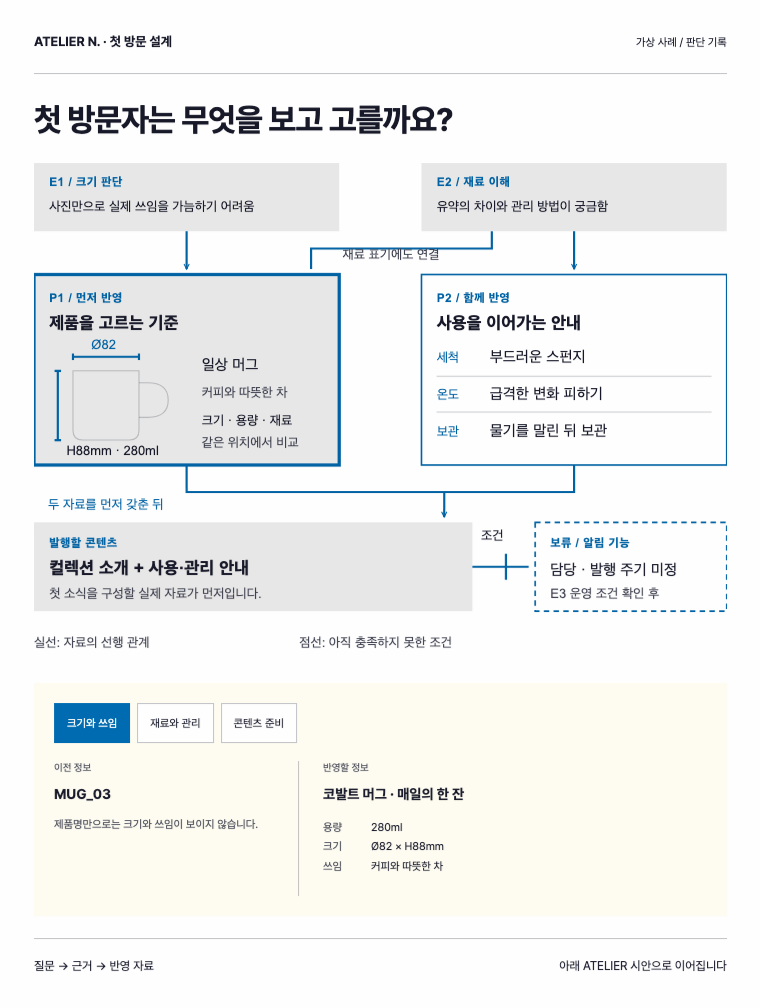 ATELIER N. · 첫 방문 설계
가상 사례 / 판단 기록
첫 방문자는 무엇을 보고 고를까요?
E1 / 크기 판단
사진만으로 실제 쓰임을 가늠하기 어려움
E2 / 재료 이해
유약의 차이와 관리 방법이 궁금함
재료 표기에도 연결
P1 / 먼저 반영
제품을 고르는 기준
Ø82
H88mm · 280ml
일상 머그
커피와 따뜻한 차
크기 · 용량 · 재료
같은 위치에서 비교
P2 / 함께 반영
사용을 이어가는 안내
세척 부드러운 스펀지
온도 급격한 변화 피하기
보관 물기를 말린 뒤 보관
두 자료를 먼저 갖춘 뒤
발행할 콘텐츠
컬렉션 소개 + 사용·관리 안내
첫 소식을 구성할 실제 자료가 먼저입니다.
조건
보류 / 알림 기능
담당 · 발행 주기 미정
E3 운영 조건 확인 후
실선: 자료의 선행 관계
점선: 아직 충족하지 못한 조건
크기와 쓰임
재료와 관리
콘텐츠 준비
이전 정보
MUG_03
제품명만으로는 크기와 쓰임이 보이지 않습니다.
반영할 정보
코발트 머그 · 매일의 한 잔
용량 280ml
크기 Ø82 × H88mm
쓰임 커피와 따뜻한 차
질문 → 근거 → 반영 자료
아래 ATELIER 시안으로 이어집니다